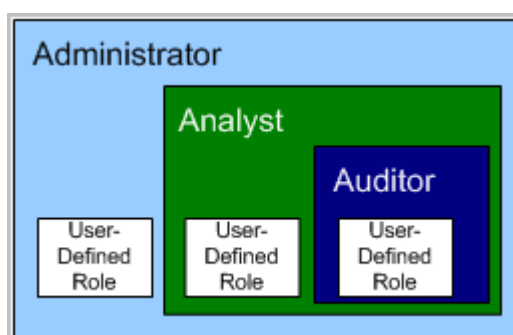 Administrator
Analyst
Auditor
User-
Defined
Role
User-
Defined
Role
User-
Defined
Role